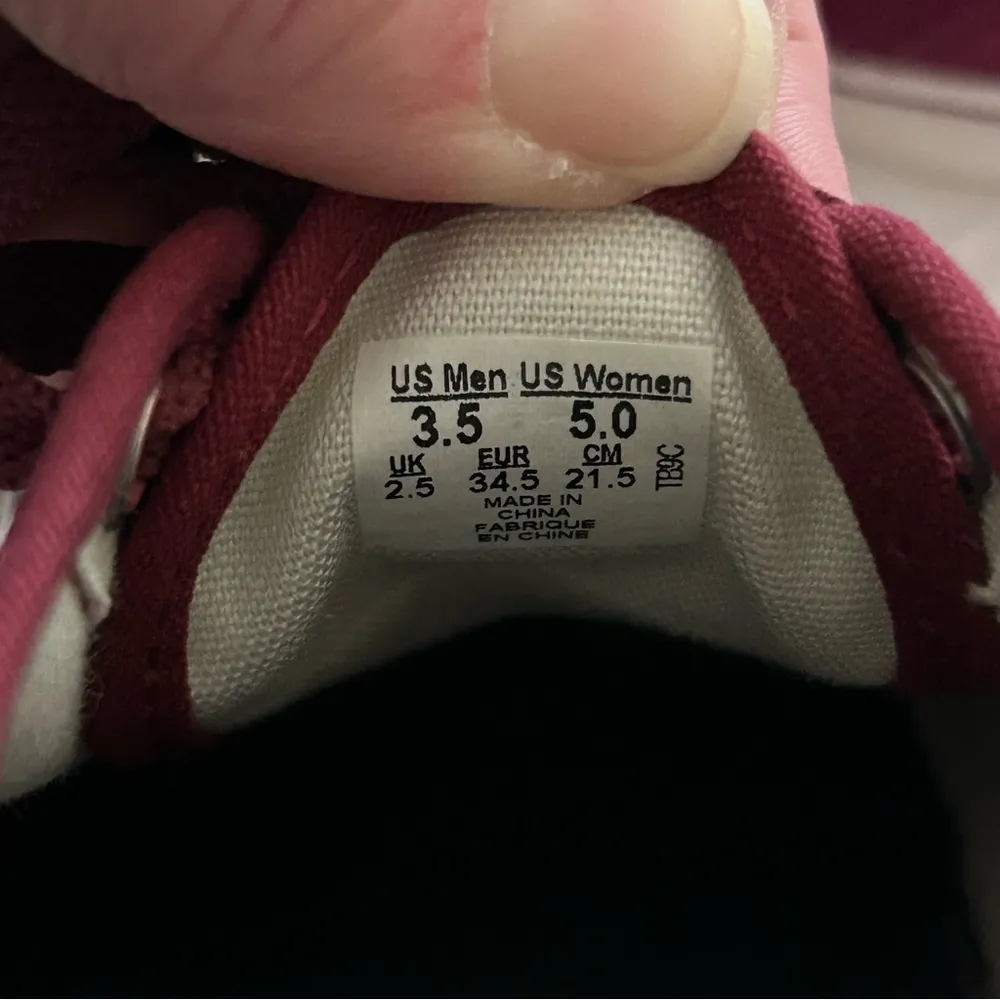 US Men US Women
3.5 5.0
UK EUR CM
2.5 34.5 21.5
TB9C
MADE IN
CHINA
FABRIQUE
EN CHINE